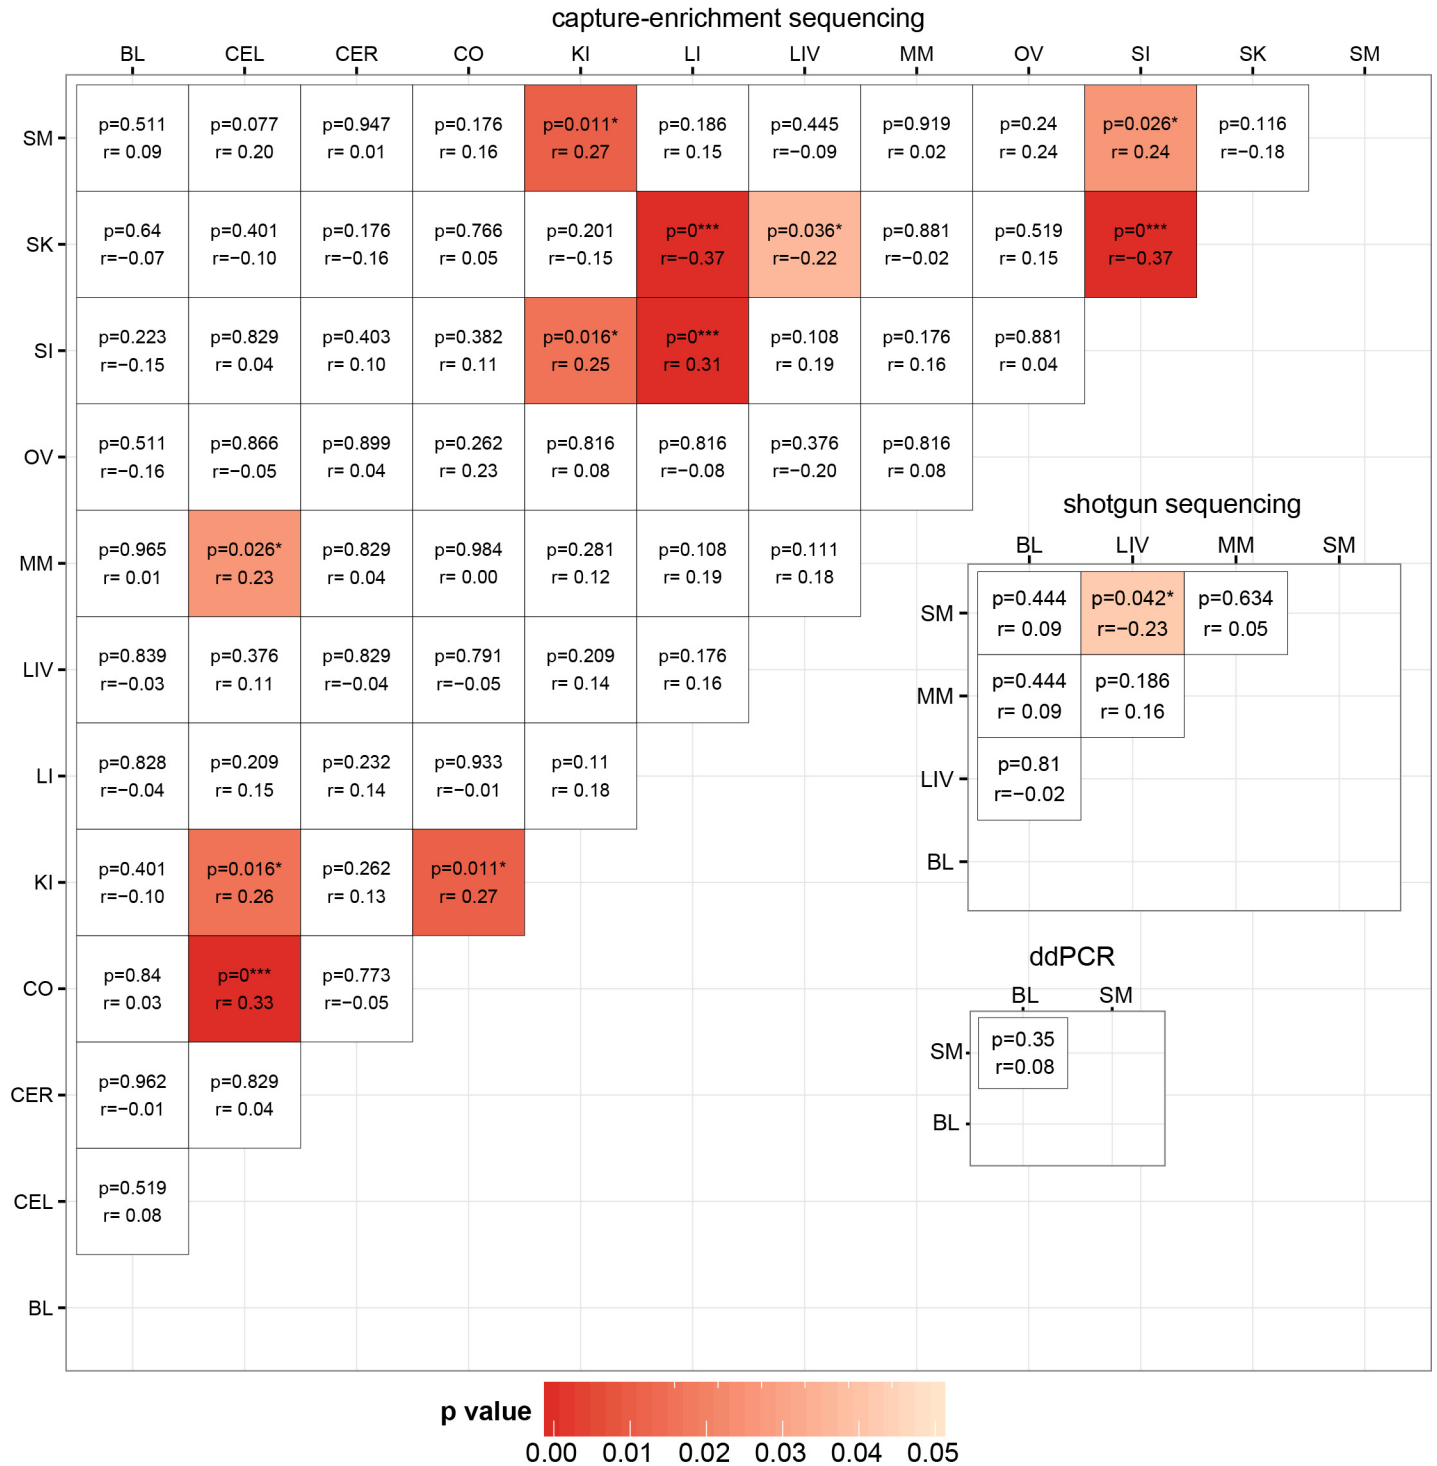 capture-enrichment sequencing
BL CEL CER CO KI LI LIV MM OV SI SK SM
SM
p=0.511 p=0.077 p=0.947 p=0.176 p=0.011* p=0.186 p=0.445 p=0.919 p=0.24 p=0.026* p=0.116
r= 0.09 r= 0.20 r= 0.01 r= 0.16 r= 0.27 r= 0.15 r=−0.09 r= 0.02 r= 0.24 r= 0.24 r=−0.18
SK
p=0.64 p=0.401 p=0.176 p=0.766 p=0.201 p=0*** p=0.036* p=0.881 p=0.519 p=0***
r=−0.07 r=−0.10 r=−0.16 r= 0.05 r=−0.15 r=−0.37 r=−0.22 r=−0.02 r= 0.15 r=−0.37
SI
p=0.223 p=0.829 p=0.403 p=0.382 p=0.016* p=0*** p=0.108 p=0.176 p=0.881
r=−0.15 r= 0.04 r= 0.10 r= 0.11 r= 0.25 r= 0.31 r= 0.19 r= 0.16 r= 0.04
OV
p=0.511 p=0.866 p=0.899 p=0.262 p=0.816 p=0.816 p=0.376 p=0.816
r=−0.16 r=−0.05 r= 0.04 r= 0.23 r= 0.08 r=−0.08 r=−0.20 r= 0.08
MM
p=0.965 p=0.026* p=0.829 p=0.984 p=0.281 p=0.108 p=0.111
r= 0.01 r= 0.23 r= 0.04 r= 0.00 r= 0.12 r= 0.19 r= 0.18
LIV
p=0.839 p=0.376 p=0.829 p=0.791 p=0.209 p=0.176
r=−0.03 r= 0.11 r=−0.04 r=−0.05 r= 0.14 r= 0.16
LI
p=0.828 p=0.209 p=0.232 p=0.933 p=0.11
r=−0.04 r= 0.15 r= 0.14 r=−0.01 r= 0.18
KI
p=0.401 p=0.016* p=0.262 p=0.011*
r=−0.10 r= 0.26 r= 0.13 r= 0.27
CO
p=0.84 p=0*** p=0.773
r= 0.03 r= 0.33 r=−0.05
CER
p=0.962 p=0.829
r=−0.01 r= 0.04
CEL
p=0.519
r= 0.08
BL
shotgun sequencing
BL LIV MM SM
SM
p=0.444 p=0.042* p=0.634
r= 0.09 r=−0.23 r= 0.05
MM
p=0.444 p=0.186
r= 0.09 r= 0.16
LIV
p=0.81
r=−0.02
BL
ddPCR
BL SM
SM
p=0.35
r=0.08
BL
p value
0.00 0.01 0.02 0.03 0.04 0.05